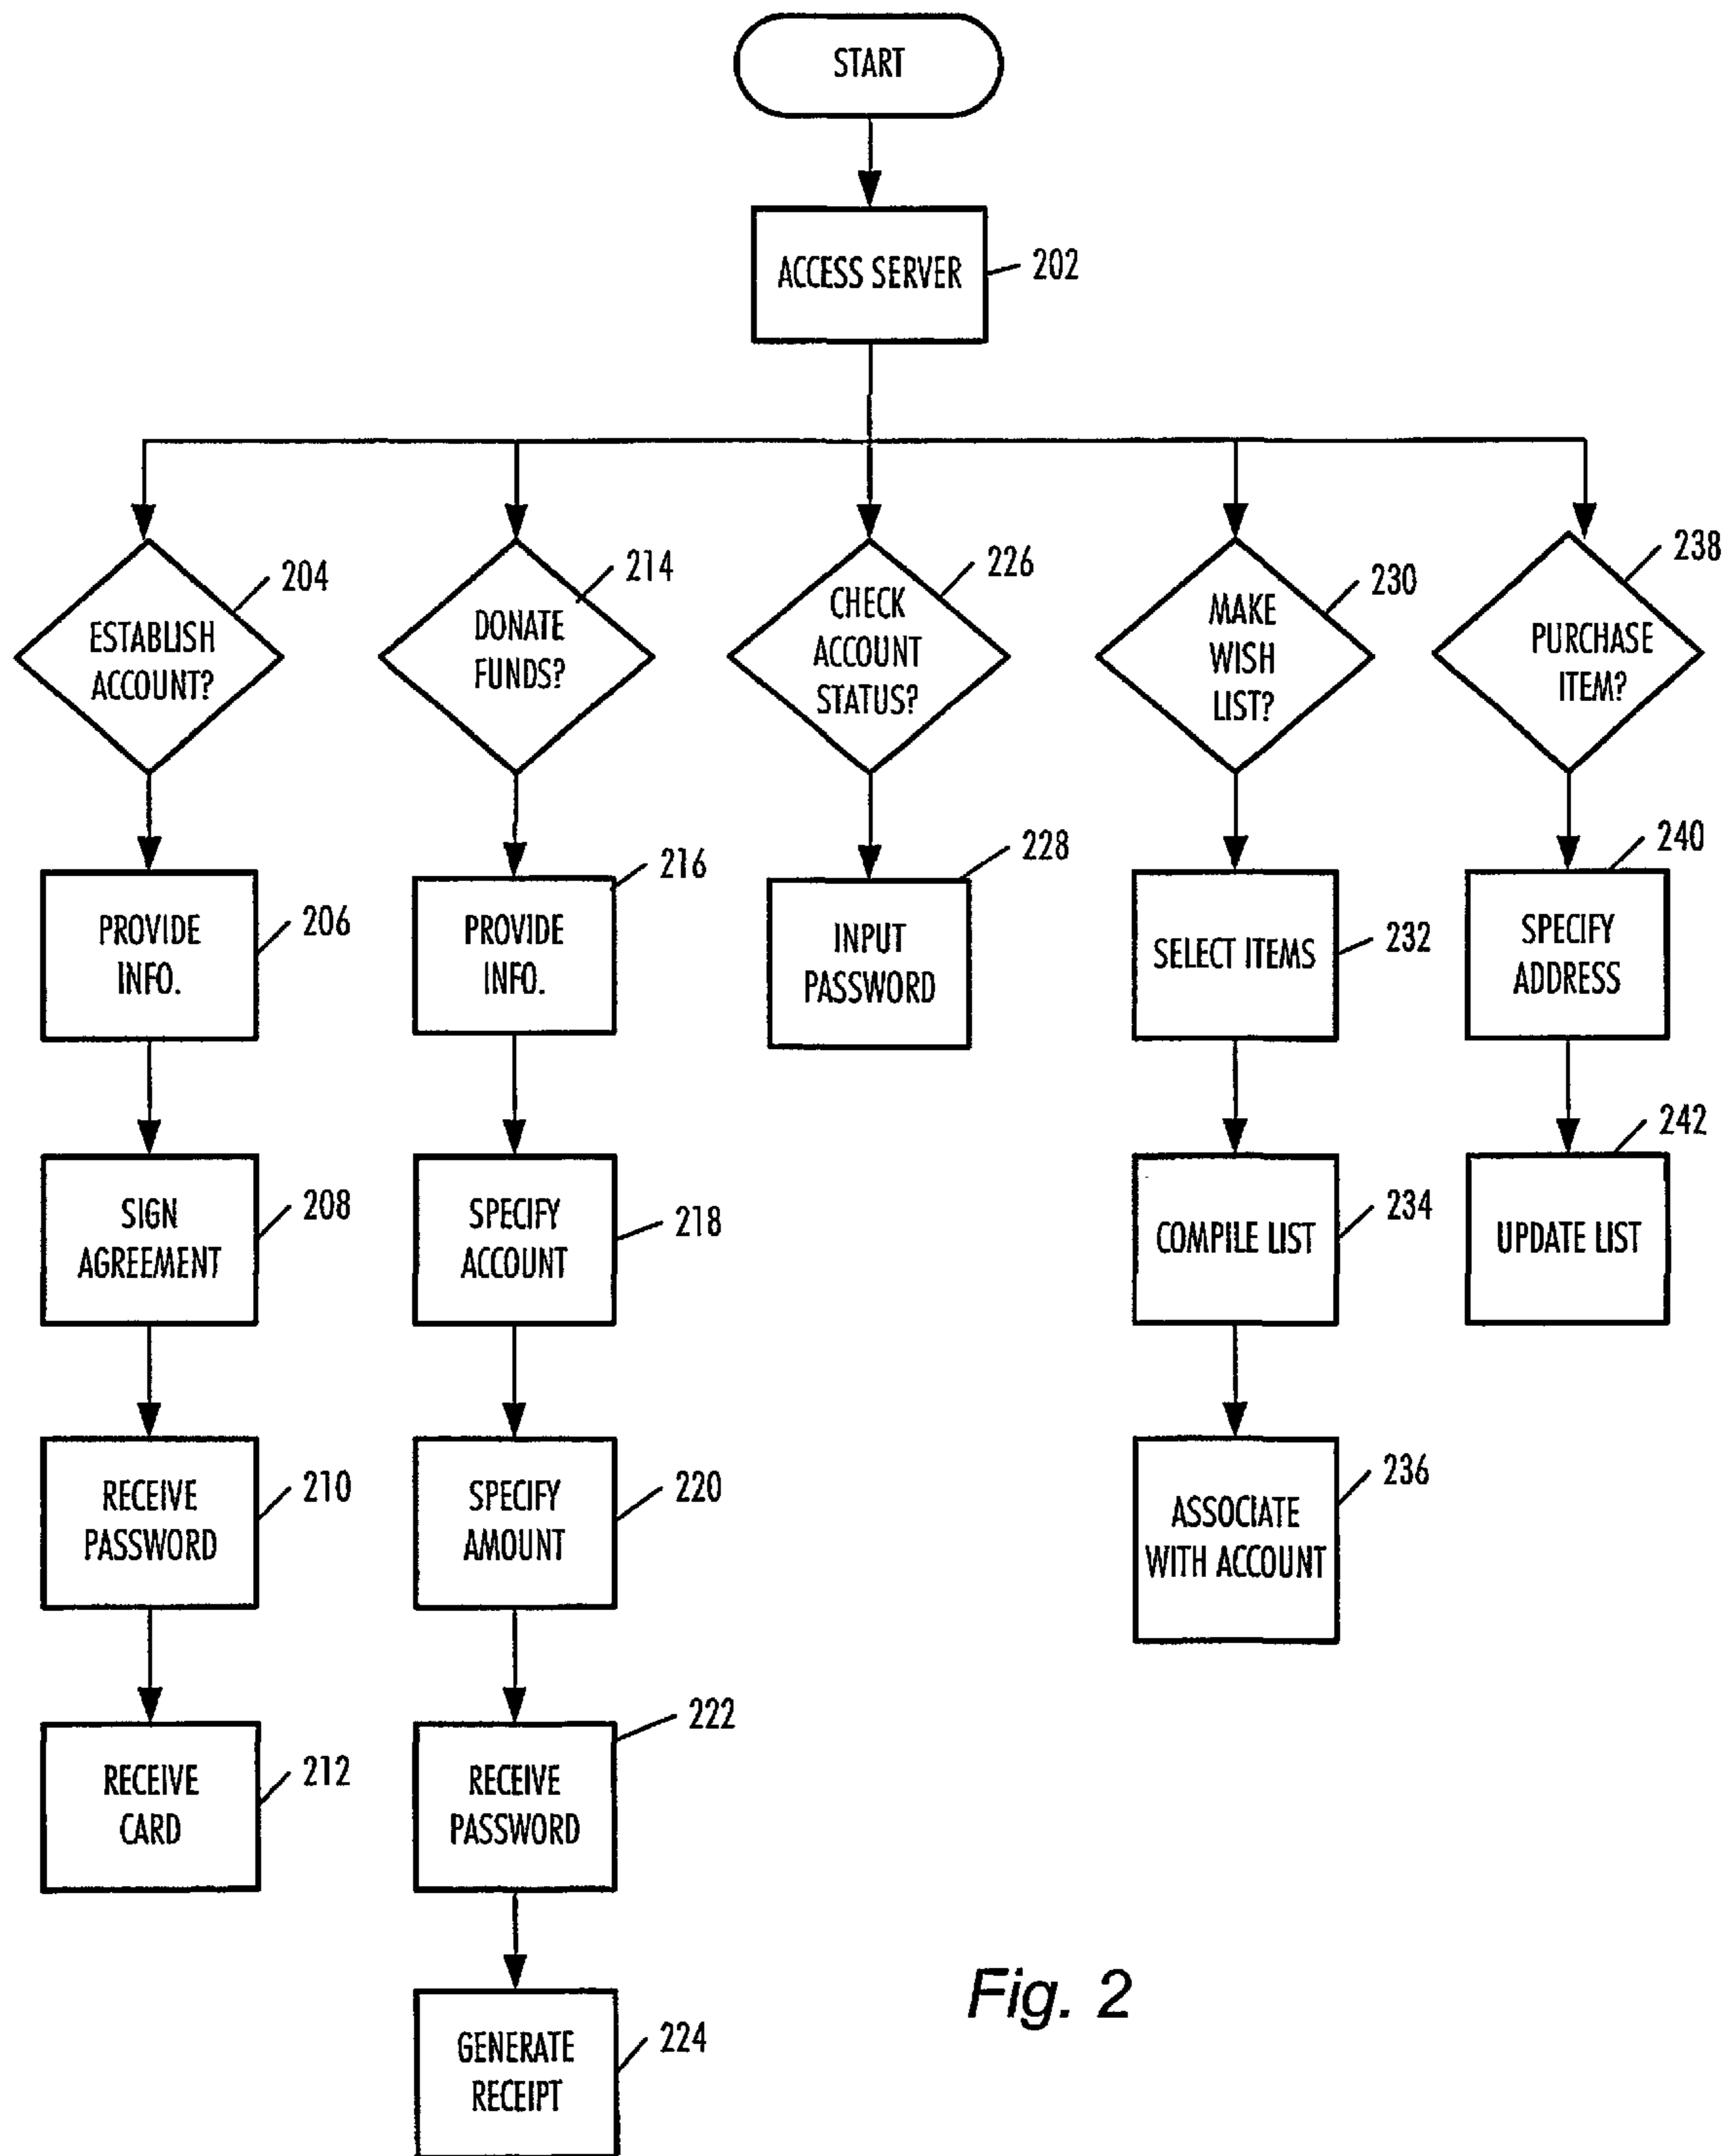 START
ACCESS SERVER
202
ESTABLISH
ACCOUNT?
204
DONATE
FUNDS?
214
CHECK
ACCOUNT
STATUS?
226
MAKE
WISH
LIST?
230
PURCHASE
ITEM?
238
PROVIDE
INFO.
206
PROVIDE
INFO.
216
INPUT
PASSWORD
228
SELECT ITEMS
232
SPECIFY
ADDRESS
240
SIGN
AGREEMENT
208
SPECIFY
ACCOUNT
218
COMPILE LIST
234
UPDATE LIST
242
RECEIVE
PASSWORD
210
SPECIFY
AMOUNT
220
ASSOCIATE
WITH ACCOUNT
236
RECEIVE
CARD
212
RECEIVE
PASSWORD
222
GENERATE
RECEIPT
224
Fig. 2